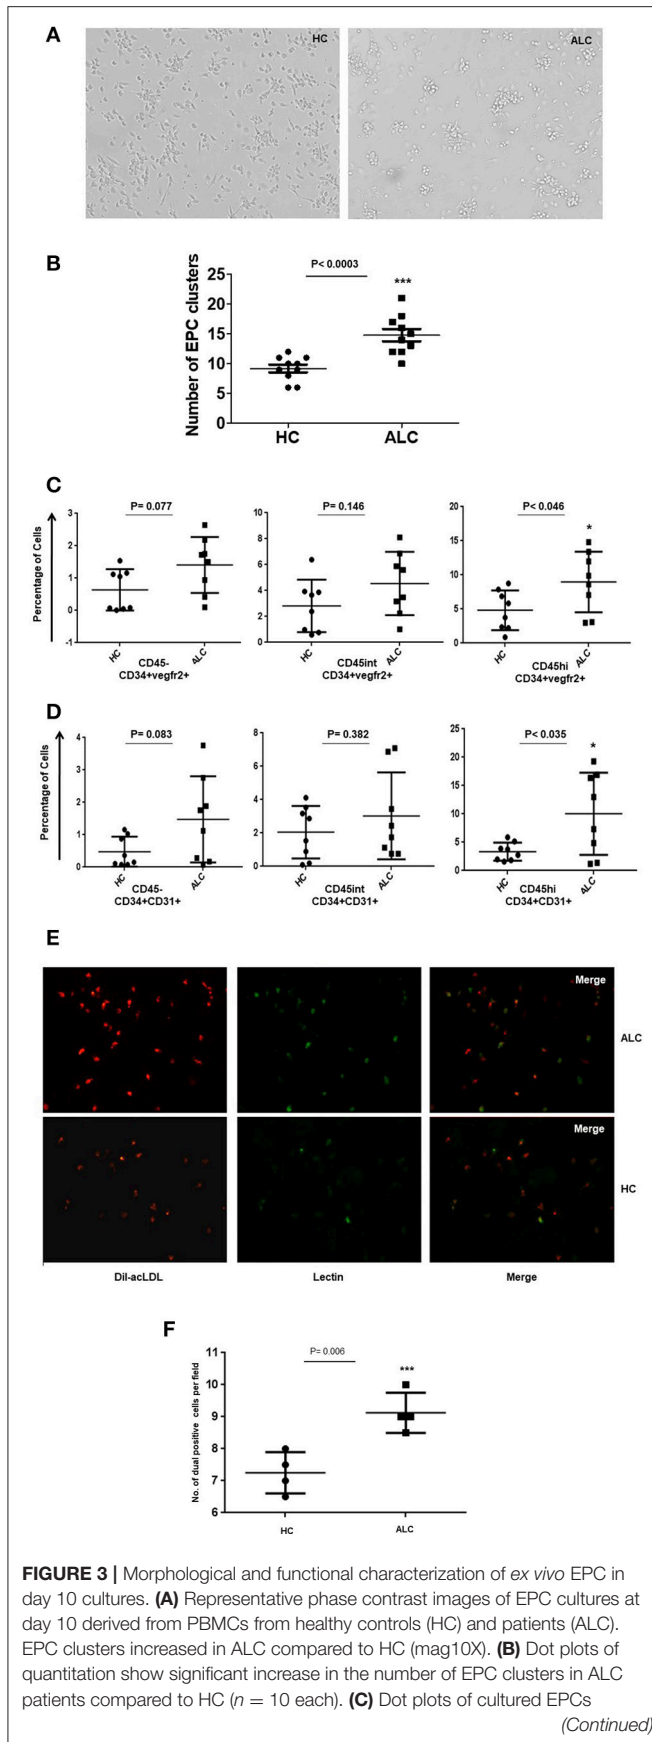 A
HC
ALC
B
P< 0.0003
***
Number of EPC clusters
25
20
15
10
5
0
HC
ALC
C
Percentage of Cells
P= 0.077
3
2
1
0
-1
HC
ALC
CD45-
CD34+vegfr2+
P= 0.146
10
8
6
4
2
0
HC
ALC
CD45int
CD34+vegfr2+
P< 0.046
*
20
15
10
5
0
HC
ALC
CD45hi
CD34+vegfr2+
D
Percentage of Cells
P= 0.083
4
3
2
1
0
HC
ALC
CD45-
CD34+CD31+
P= 0.382
8
6
4
2
0
HC
ALC
CD45int
CD34+CD31+
P< 0.035
*
25
20
15
10
5
0
HC
ALC
CD45hi
CD34+CD31+
E
Merge
ALC
Merge
HC
Dil-acLDL
Lectin
Merge
F
P= 0.006
***
No. of dual positive cells per field
11
10
9
8
7
6
HC
ALC
FIGURE 3 | Morphological and functional characterization of ex vivo EPC in
day 10 cultures. (A) Representative phase contrast images of EPC cultures at
day 10 derived from PBMCs from healthy controls (HC) and patients (ALC).
EPC clusters increased in ALC compared to HC (mag10X). (B) Dot plots of
quantitation show significant increase in the number of EPC clusters in ALC
patients compared to HC (n = 10 each). (C) Dot plots of cultured EPCs
(Continued)